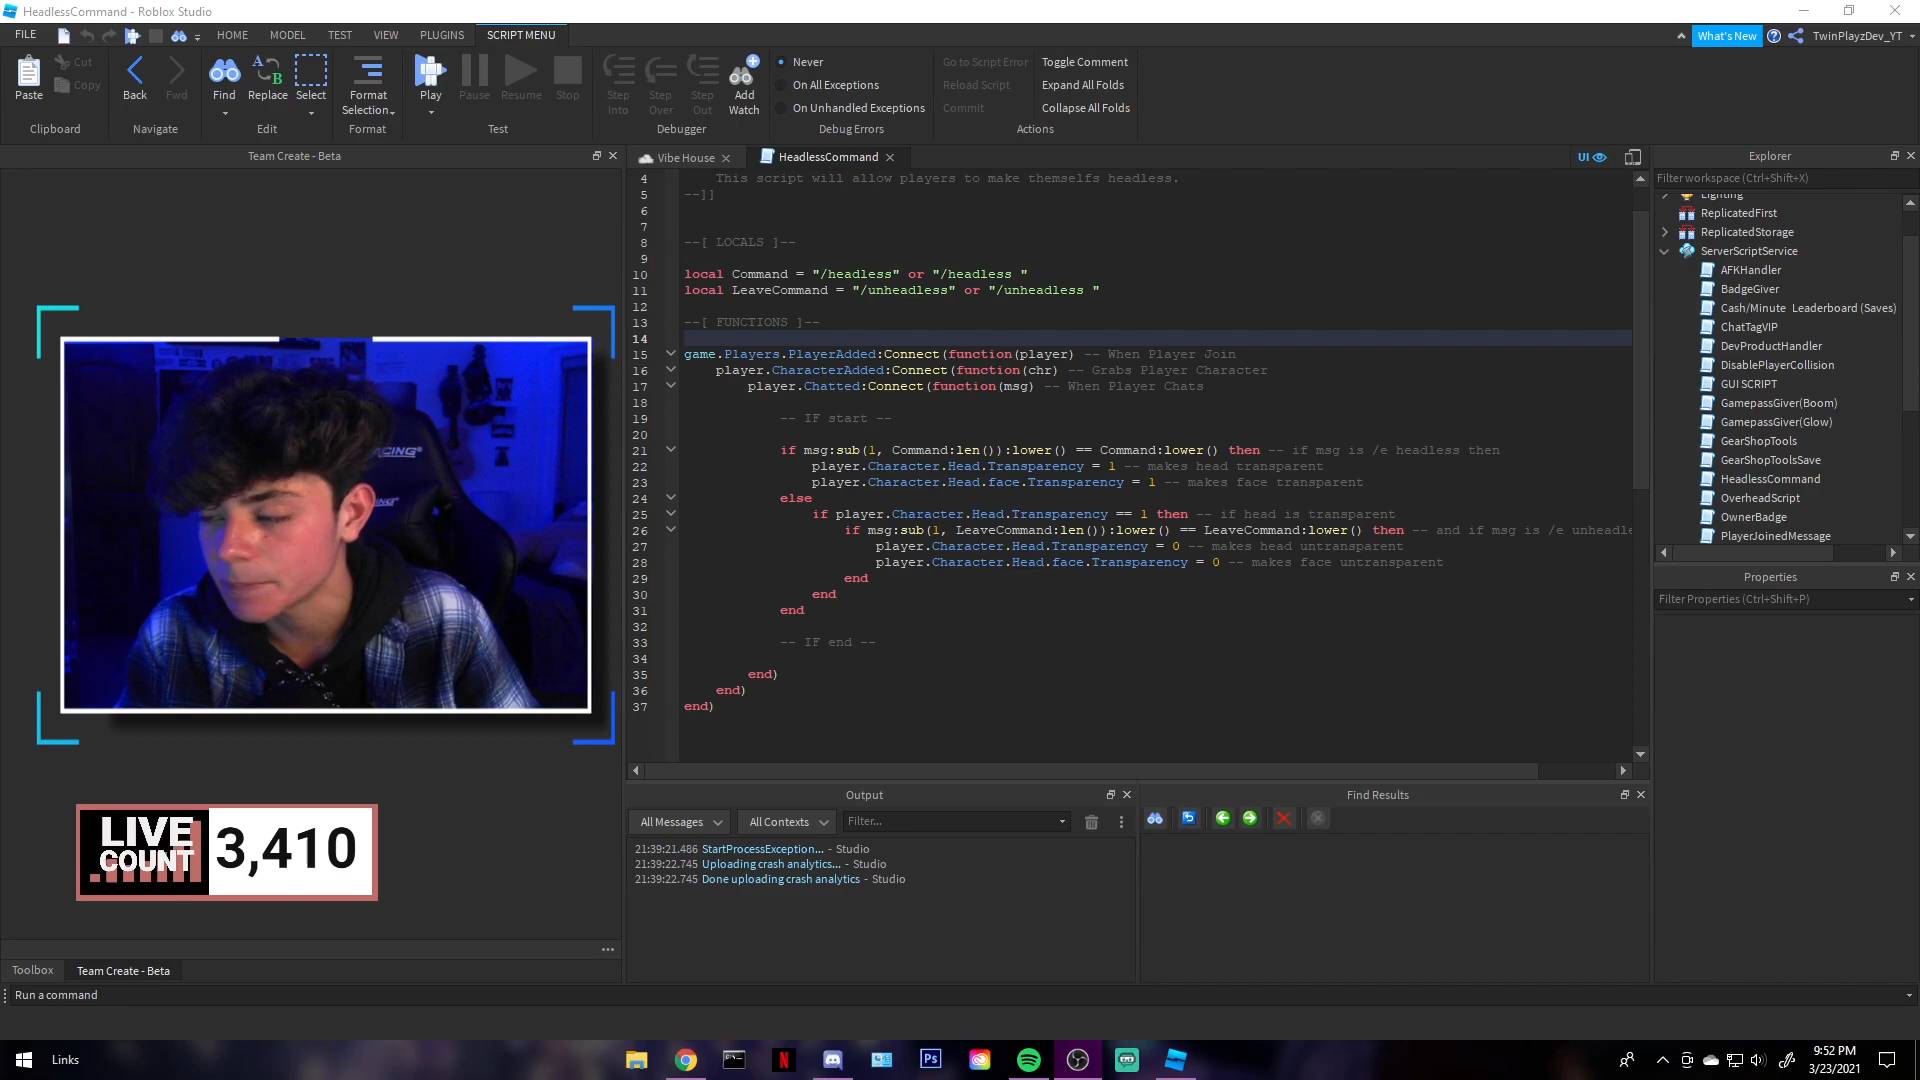 HeadlessCommand - Roblox Studio
FILE
HOME
MODEL
TEST
VIEW
PLUGINS
SCRIPT MENU
What's New
TwinPlayzDev_YT
Paste
Cut
Copy
Clipboard
Back
Fwd
Navigate
Find
Replace
Select
Edit
Format
Selection
Format
Play
Pause
Resume
Stop
Test
Step
Into
Step
Over
Step
Out
Add
Watch
Debugger
Never
On All Exceptions
On Unhandled Exceptions
Debug Errors
Go to Script Error
Reload Script
Commit
Toggle Comment
Expand All Folds
Collapse All Folds
Actions
Team Create - Beta
Vibe House
HeadlessCommand
UI
4 This script will allow players to make themselfs headless.
5 --]]
6
7
8 --[ LOCALS ]--
9
10 local Command = "/headless" or "/headless "
11 local LeaveCommand = "/unheadless" or "/unheadless "
12
13 --[ FUNCTIONS ]--
14
15 game.Players.PlayerAdded:Connect(function(player) -- When Player Join
16 player.CharacterAdded:Connect(function(chr) -- Grabs Player Character
17 player.Chatted:Connect(function(msg) -- When Player Chats
18
19 -- IF start --
20
21 if msg:sub(1, Command:len()):lower() == Command:lower() then -- if msg is /e headless then
22 player.Character.Head.Transparency = 1 -- makes head transparent
23 player.Character.Head.face.Transparency = 1 -- makes face transparent
24 else
25 if player.Character.Head.Transparency == 1 then -- if head is transparent
26 if msg:sub(1, LeaveCommand:len()):lower() == LeaveCommand:lower() then -- and if msg is /e unheadle
27 player.Character.Head.Transparency = 0 -- makes head untransparent
28 player.Character.Head.face.Transparency = 0 -- makes face untransparent
29 end
30 end
31 end
32
33 -- IF end --
34
35 end)
36 end)
37 end)
Explorer
Filter workspace (Ctrl+Shift+X)
Lighting
ReplicatedFirst
ReplicatedStorage
ServerScriptService
AFKHandler
BadgeGiver
Cash/Minute Leaderboard (Saves)
ChatTagVIP
DevProductHandler
DisablePlayerCollision
GUI SCRIPT
GamepassGiver(Boom)
GamepassGiver(Glow)
GearShopTools
GearShopToolsSave
HeadlessCommand
OverheadScript
OwnerBadge
PlayerJoinedMessage
Properties
Filter Properties (Ctrl+Shift+P)
LIVE
COUNT
3,410
Output
All Messages
All Contexts
Filter...
21:39:21.486 StartProcessException... - Studio
21:39:22.745 Uploading crash analytics... - Studio
21:39:22.745 Done uploading crash analytics - Studio
Find Results
Toolbox
Team Create - Beta
Run a command
Links
Ps
9:52 PM
3/23/2021